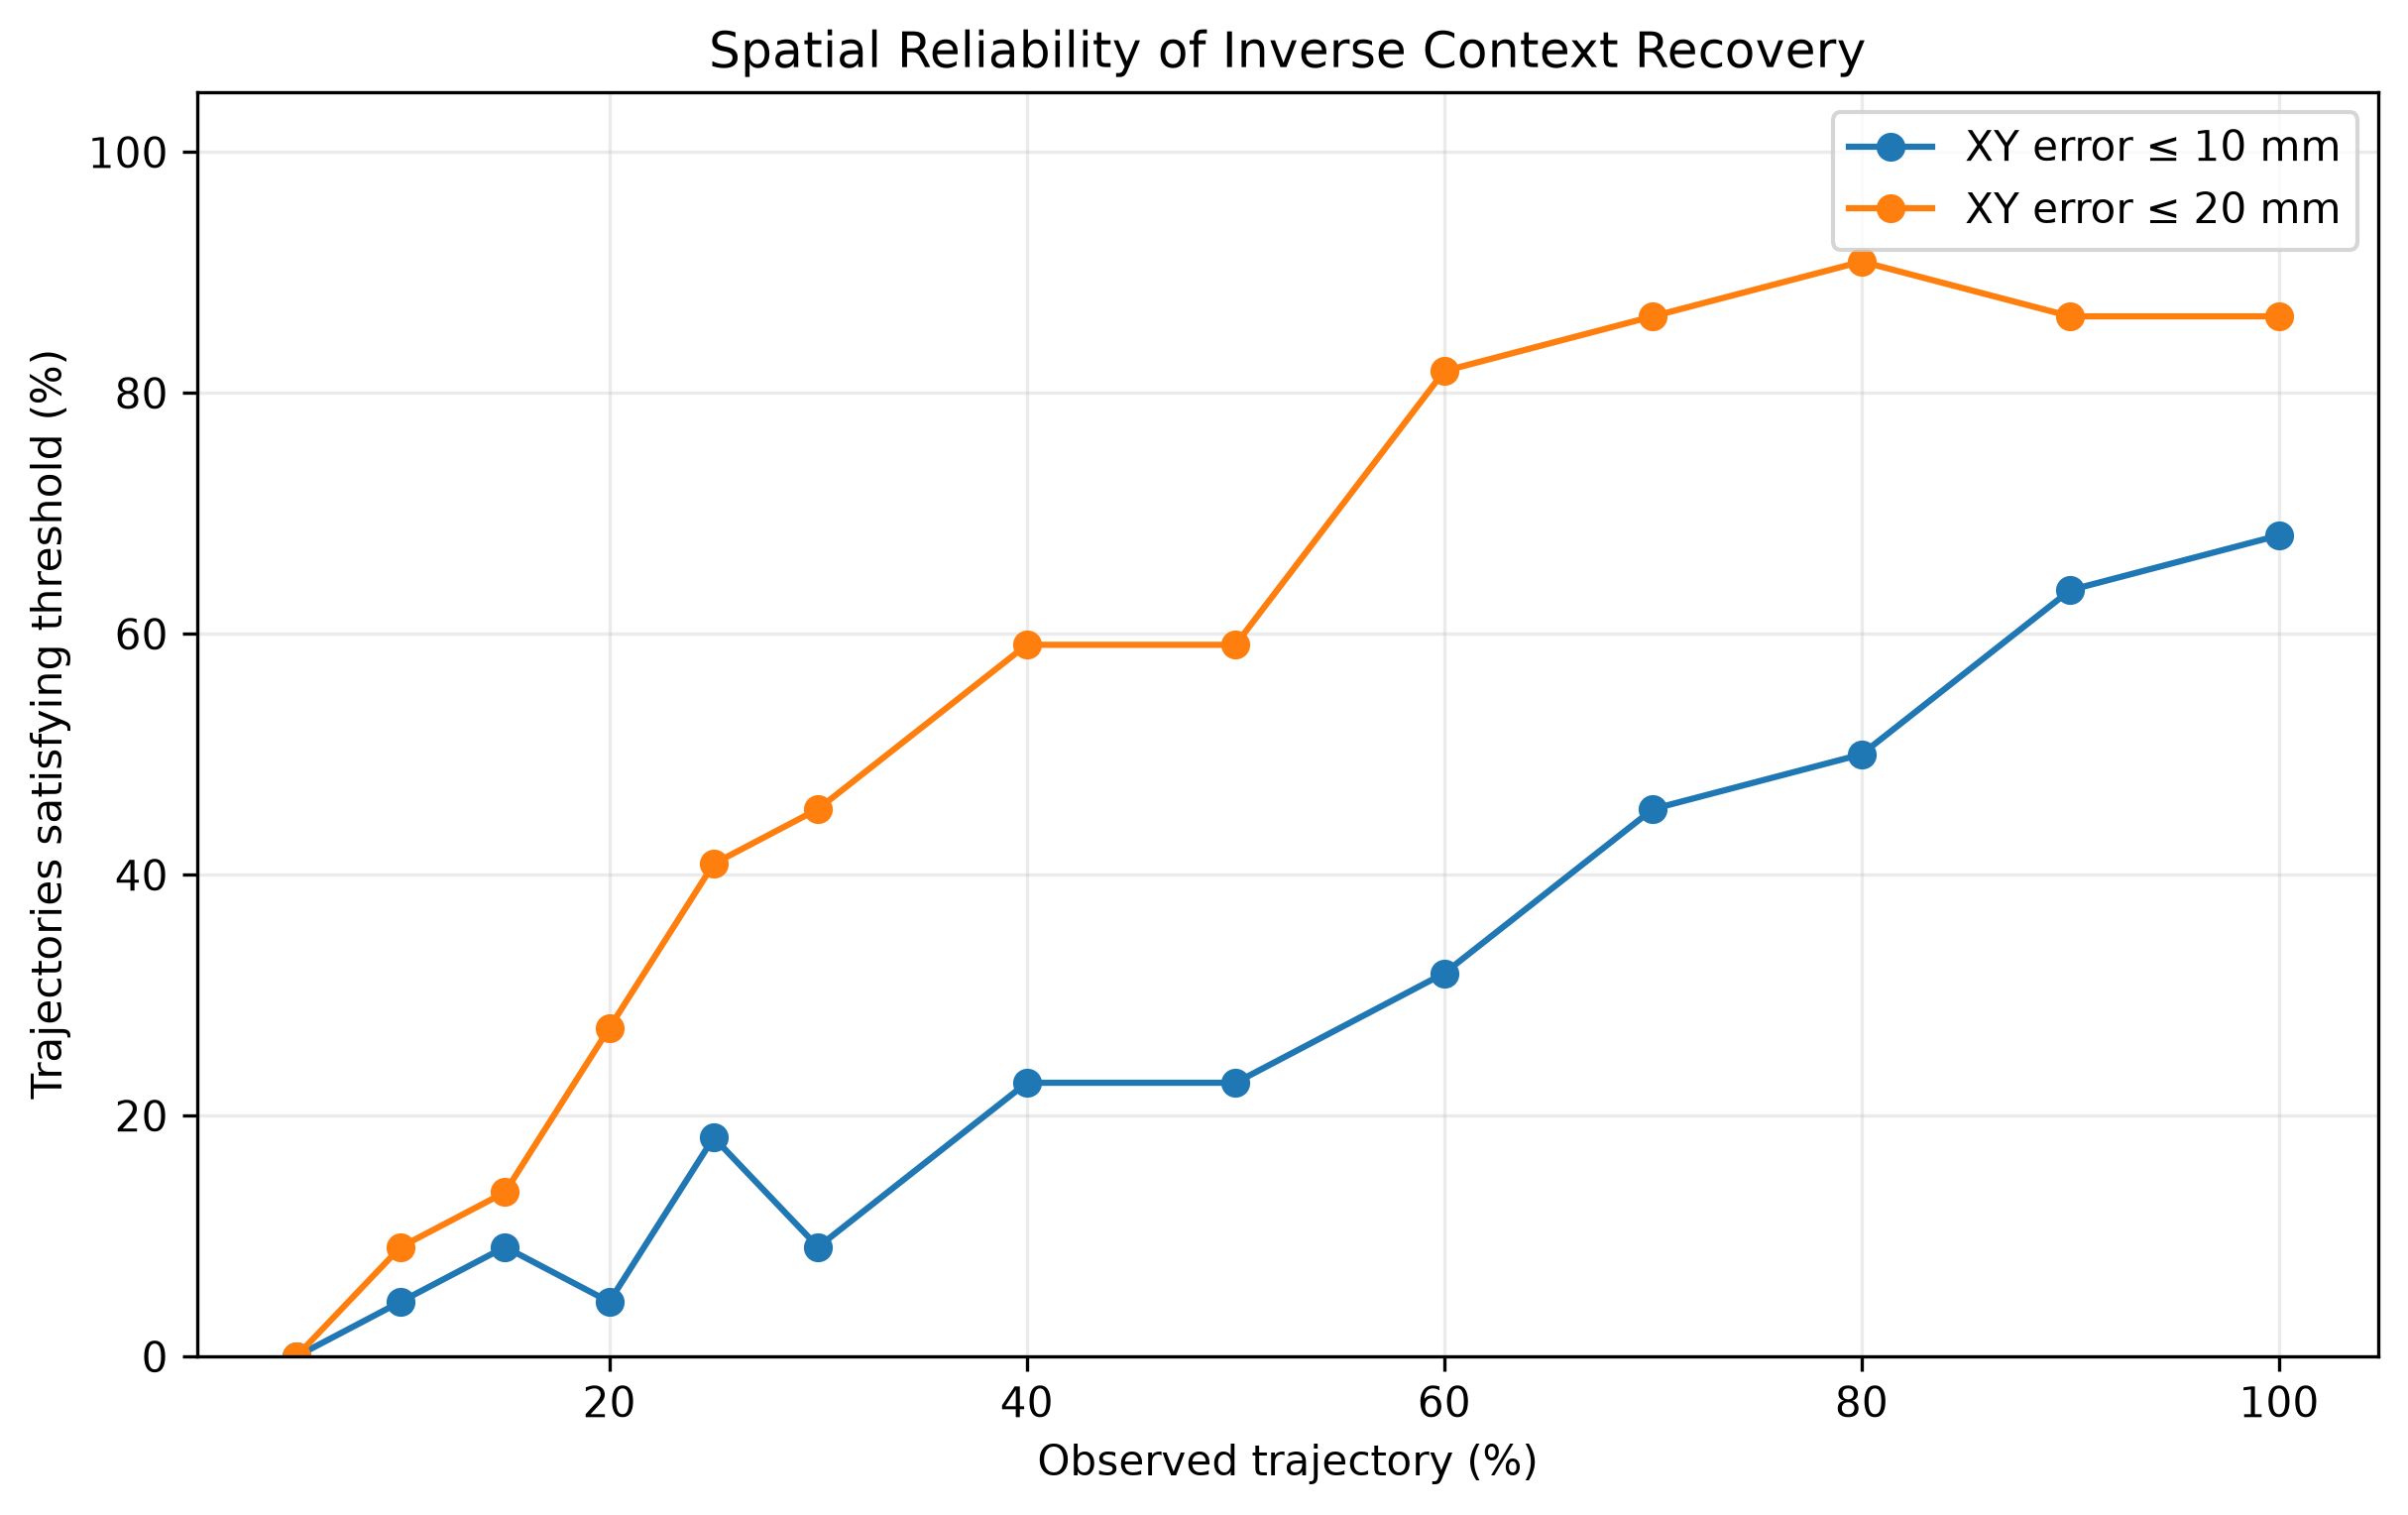 Spatial Reliability of Inverse Context Recovery
XY error ≤ 10 mm
XY error ≤ 20 mm
Trajectories satisfying threshold (%)
100
80
60
40
20
0
20 40 60 80 100
Observed trajectory (%)